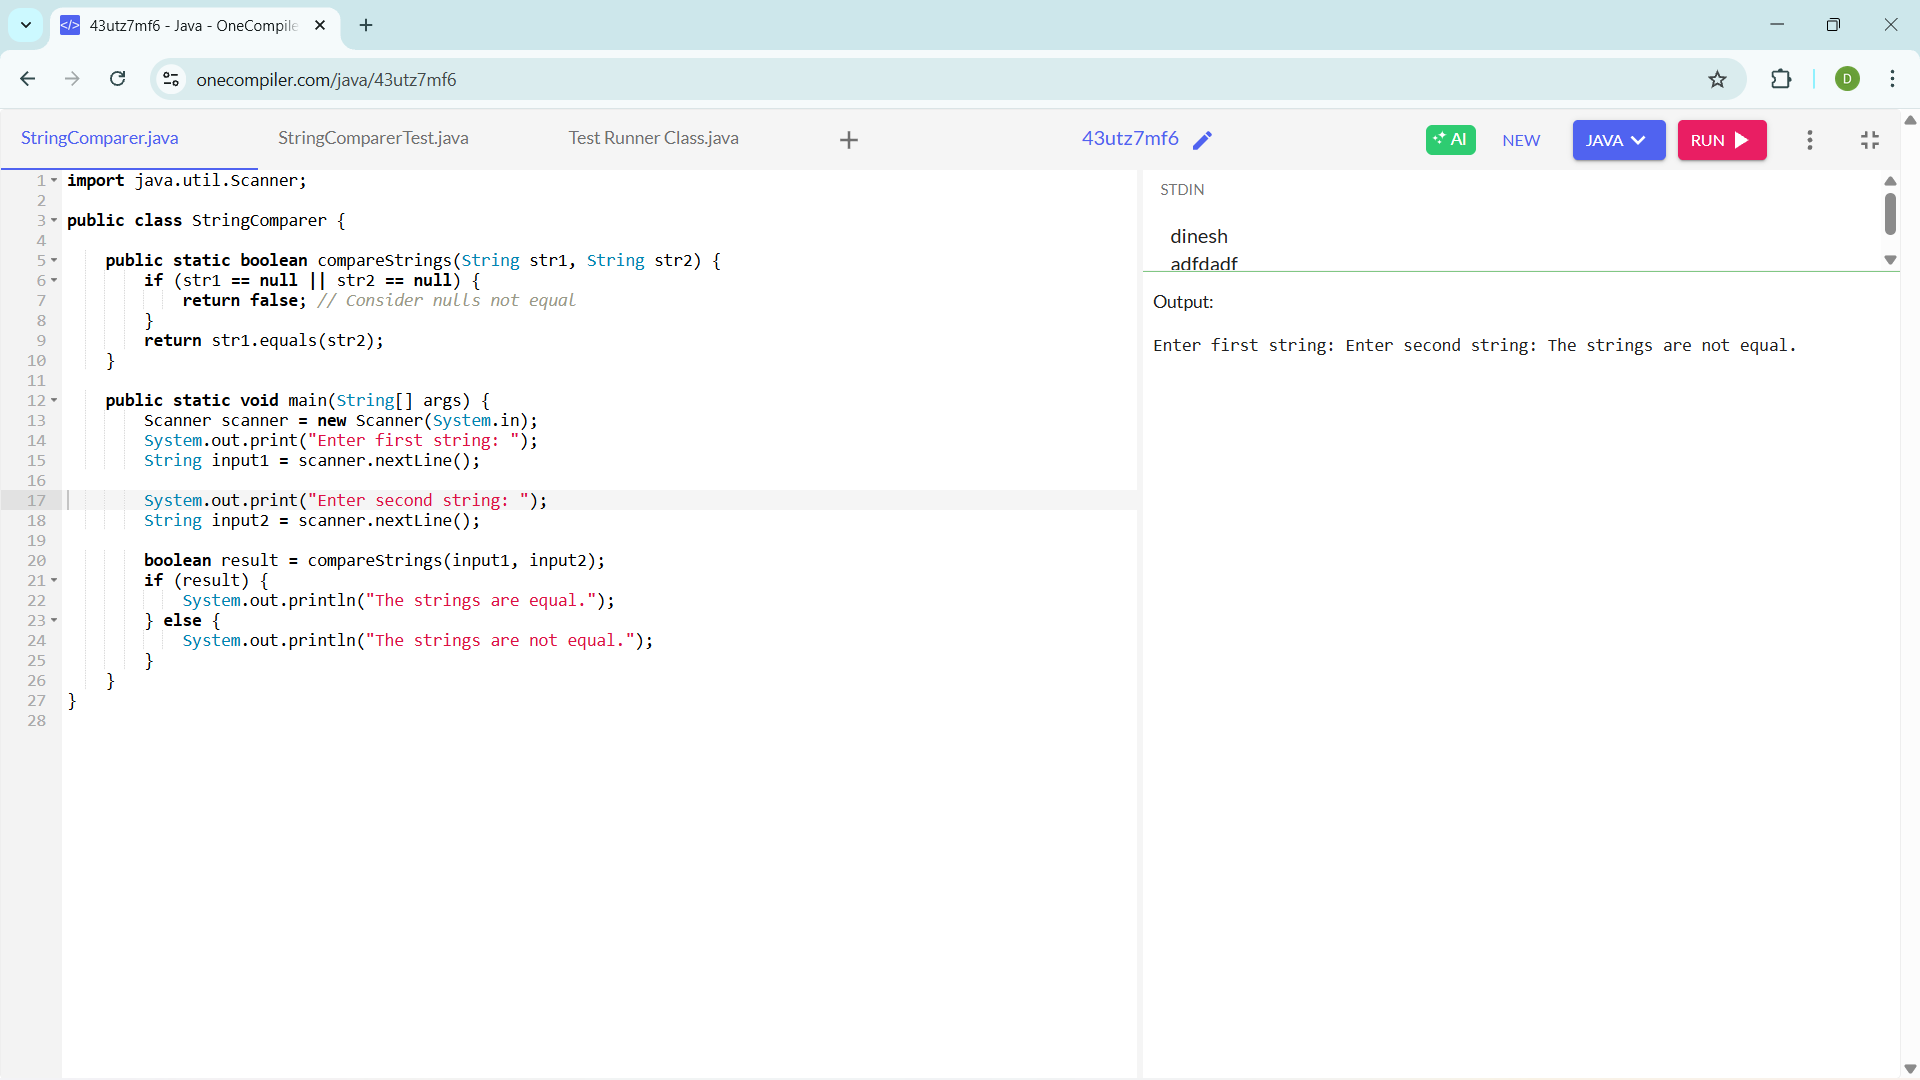 43utz7mf6 - Java - OneCompile
onecompiler.com/java/43utz7mf6
D
StringComparer.java
StringComparerTest.java
Test Runner Class.java
43utz7mf6
AI
NEW
JAVA
RUN
1 import java.util.Scanner;
2
3 public class StringComparer {
4
5 public static boolean compareStrings(String str1, String str2) {
6 if (str1 == null || str2 == null) {
7 return false; // Consider nulls not equal
8 }
9 return str1.equals(str2);
10 }
11
12 public static void main(String[] args) {
13 Scanner scanner = new Scanner(System.in);
14 System.out.print("Enter first string: ");
15 String input1 = scanner.nextLine();
16
17 System.out.print("Enter second string: ");
18 String input2 = scanner.nextLine();
19
20 boolean result = compareStrings(input1, input2);
21 if (result) {
22 System.out.println("The strings are equal.");
23 } else {
24 System.out.println("The strings are not equal.");
25 }
26 }
27 }
28
STDIN
dinesh
adfdadf
Output:
Enter first string: Enter second string: The strings are not equal.